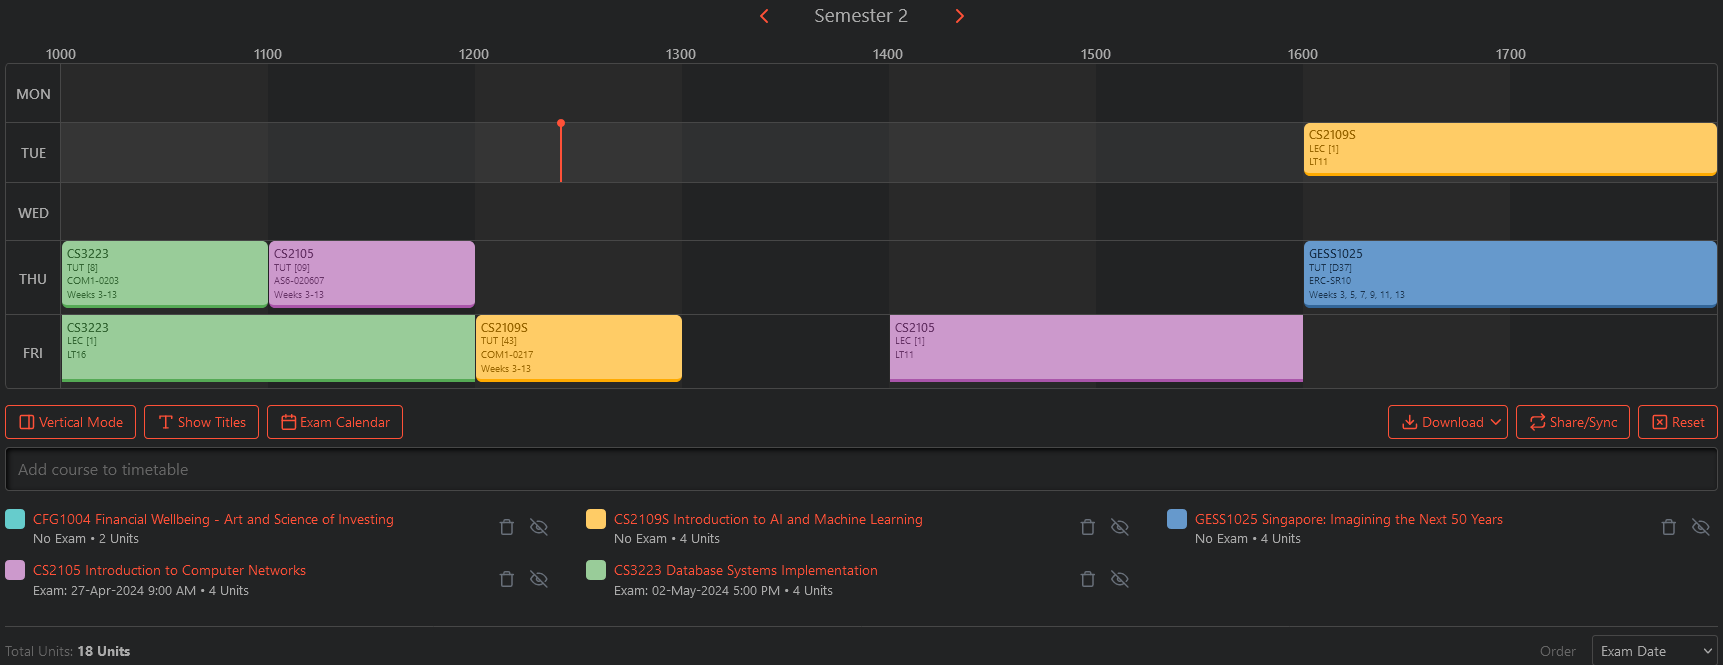 Semester 2
1000 1100 1200 1300 1400 1500 1600 1700
MON
TUE
CS2109S
LEC [1]
LT11
WED
THU
CS3223
TUT [8]
COM1-0203
Weeks 3-13
CS2105
TUT [09]
AS6-020607
Weeks 3-13
GESS1025
TUT [D37]
ERC-SR10
Weeks 3, 5, 7, 9, 11, 13
FRI
CS3223
LEC [1]
LT16
CS2109S
TUT [43]
COM1-0217
Weeks 3-13
CS2105
LEC [1]
LT11
Vertical Mode Show Titles Exam Calendar Download Share/Sync Reset
Add course to timetable
CFG1004 Financial Wellbeing - Art and Science of Investing
No Exam • 2 Units
CS2109S Introduction to AI and Machine Learning
No Exam • 4 Units
GESS1025 Singapore: Imagining the Next 50 Years
No Exam • 4 Units
CS2105 Introduction to Computer Networks
Exam: 27-Apr-2024 9:00 AM • 4 Units
CS3223 Database Systems Implementation
Exam: 02-May-2024 5:00 PM • 4 Units
Total Units: 18 Units
Order Exam Date